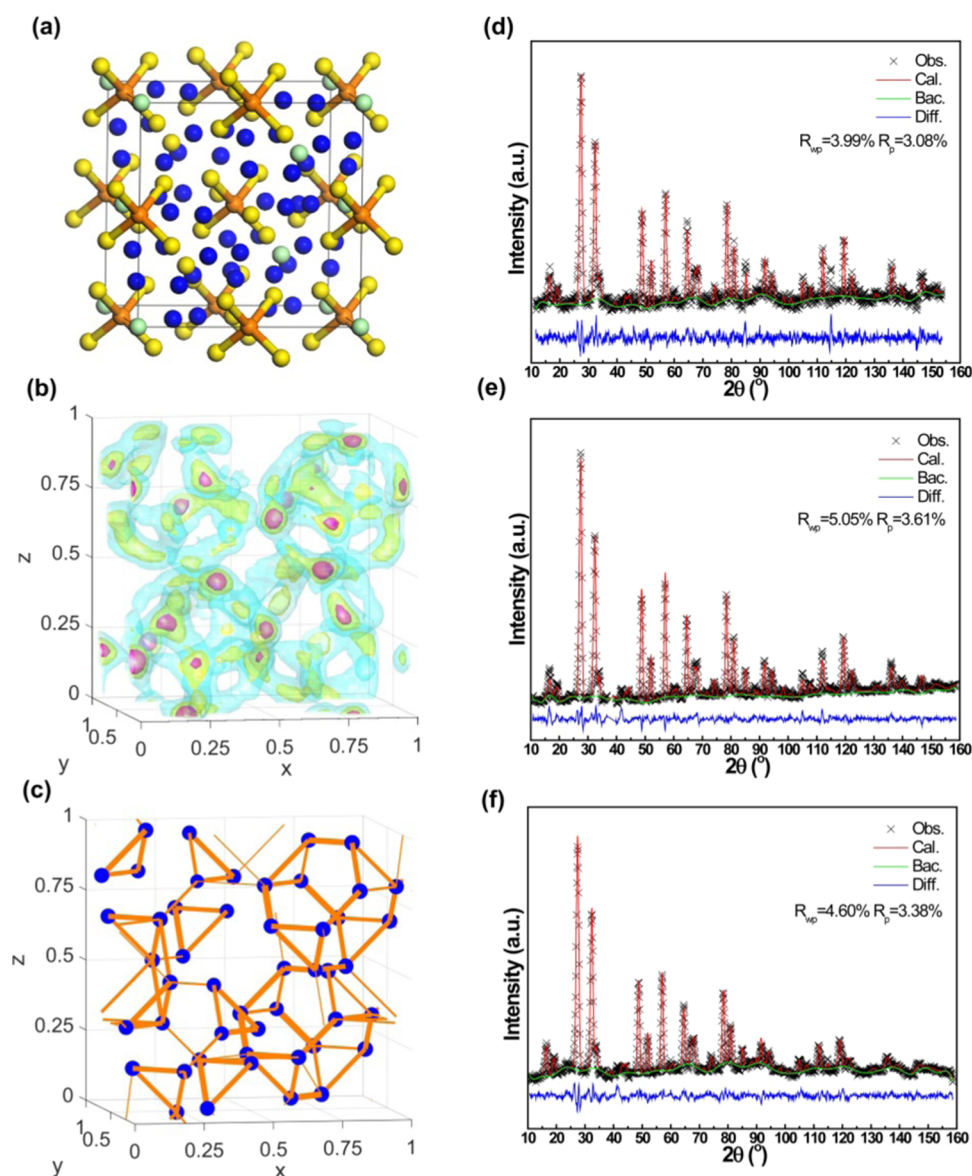 (a)
(b)
1
0.75
0.5
0.25
0
z
1
0.5
y
0
0.25
0.5
0.75
1
x
(c)
1
0.75
0.5
0.25
0
z
1
0.5
y
0
0.25
0.5
0.75
1
x
(d)
Obs.
Cal.
Bac.
Diff.
Rwp=3.99% Rp=3.08%
Intensity (a.u.)
10 20 30 40 50 60 70 80 90 100 110 120 130 140 150 160
2θ (°)
(e)
Obs.
Cal.
Bac.
Diff.
Rwp=5.05% Rp=3.61%
Intensity (a.u.)
10 20 30 40 50 60 70 80 90 100 110 120 130 140 150 160
2θ (°)
(f)
Obs.
Cal.
Bac.
Diff.
Rwp=4.60% Rp=3.38%
Intensity (a.u.)
10 20 30 40 50 60 70 80 90 100 110 120 130 140 150 160
2θ (°)